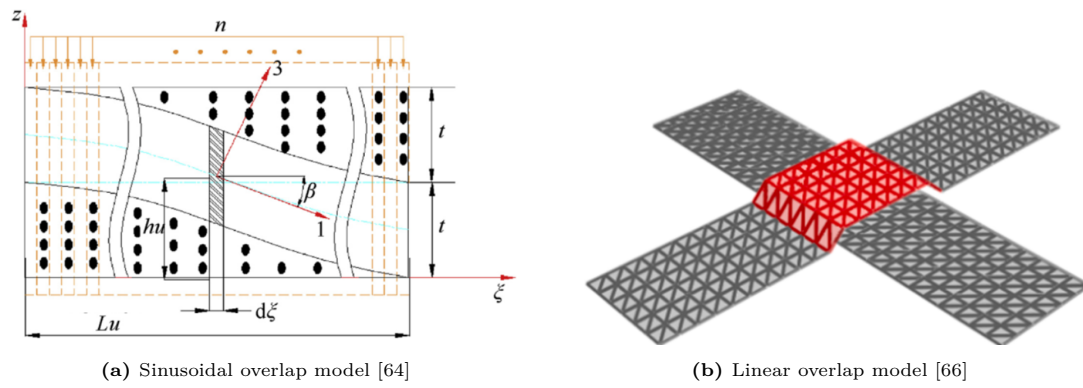 z
n
3
t
β
hu
1
t
ξ
dξ
Lu
(a) Sinusoidal overlap model [64]
(b) Linear overlap model [66]